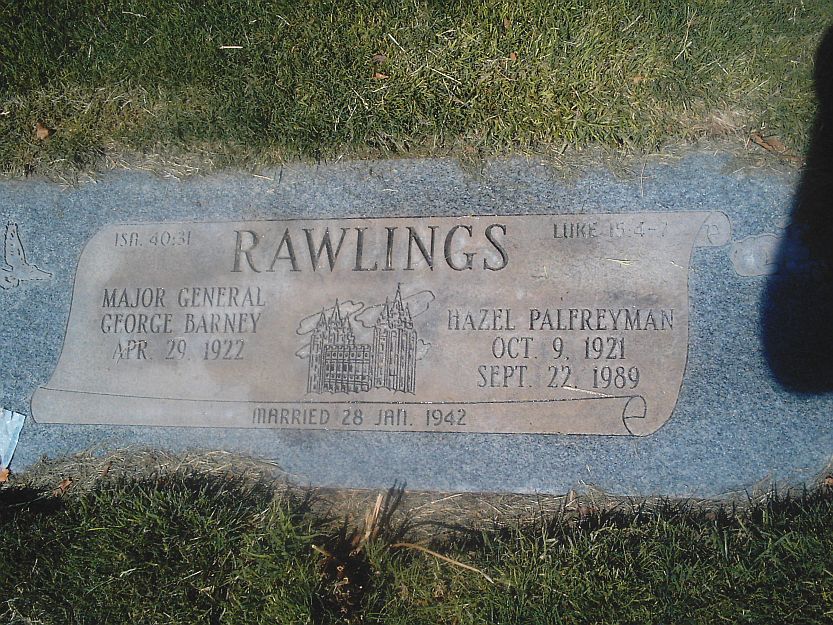 ISA. 40:31
RAWLINGS
LUKE 15:4-7
MAJOR GENERAL
GEORGE BARNEY
APR. 29, 1922
HAZEL PALFREYMAN
OCT. 9, 1921
SEPT. 22, 1989
MARRIED 28 JAN. 1942